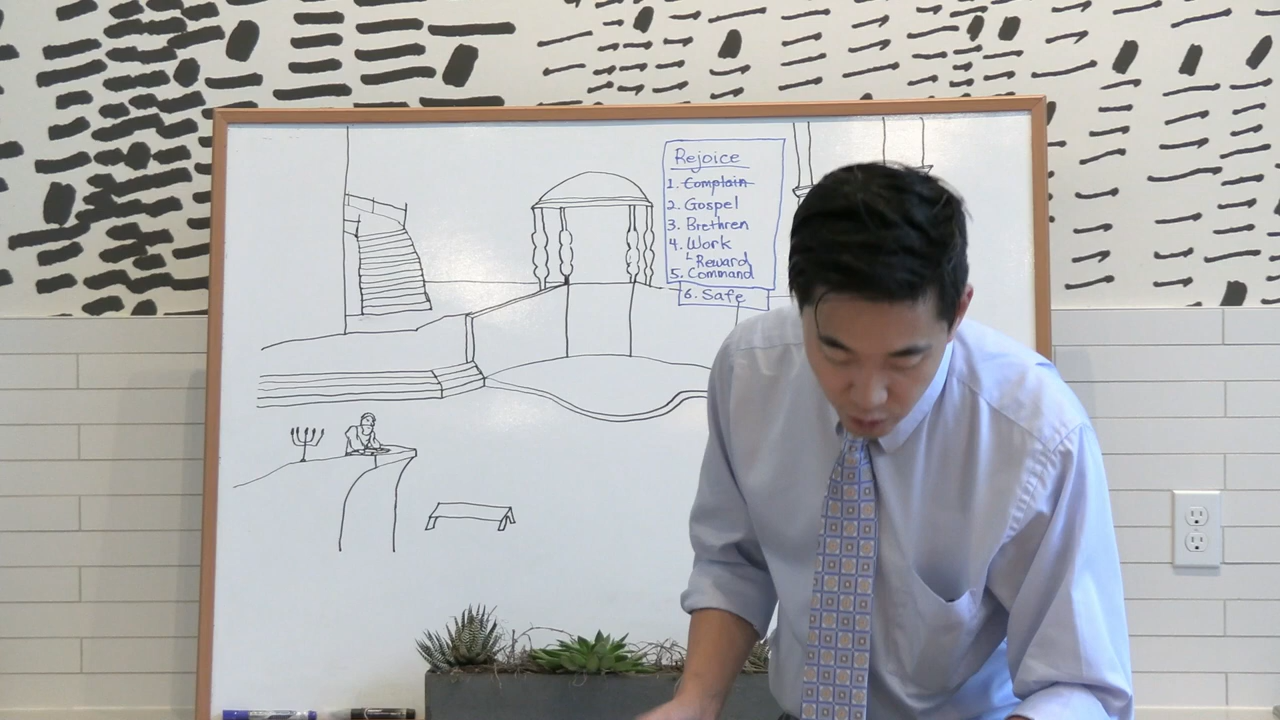 Rejoice
1. Complain
2. Gospel
3. Brethren
4. Work
Reward
5. Command
6. Safe